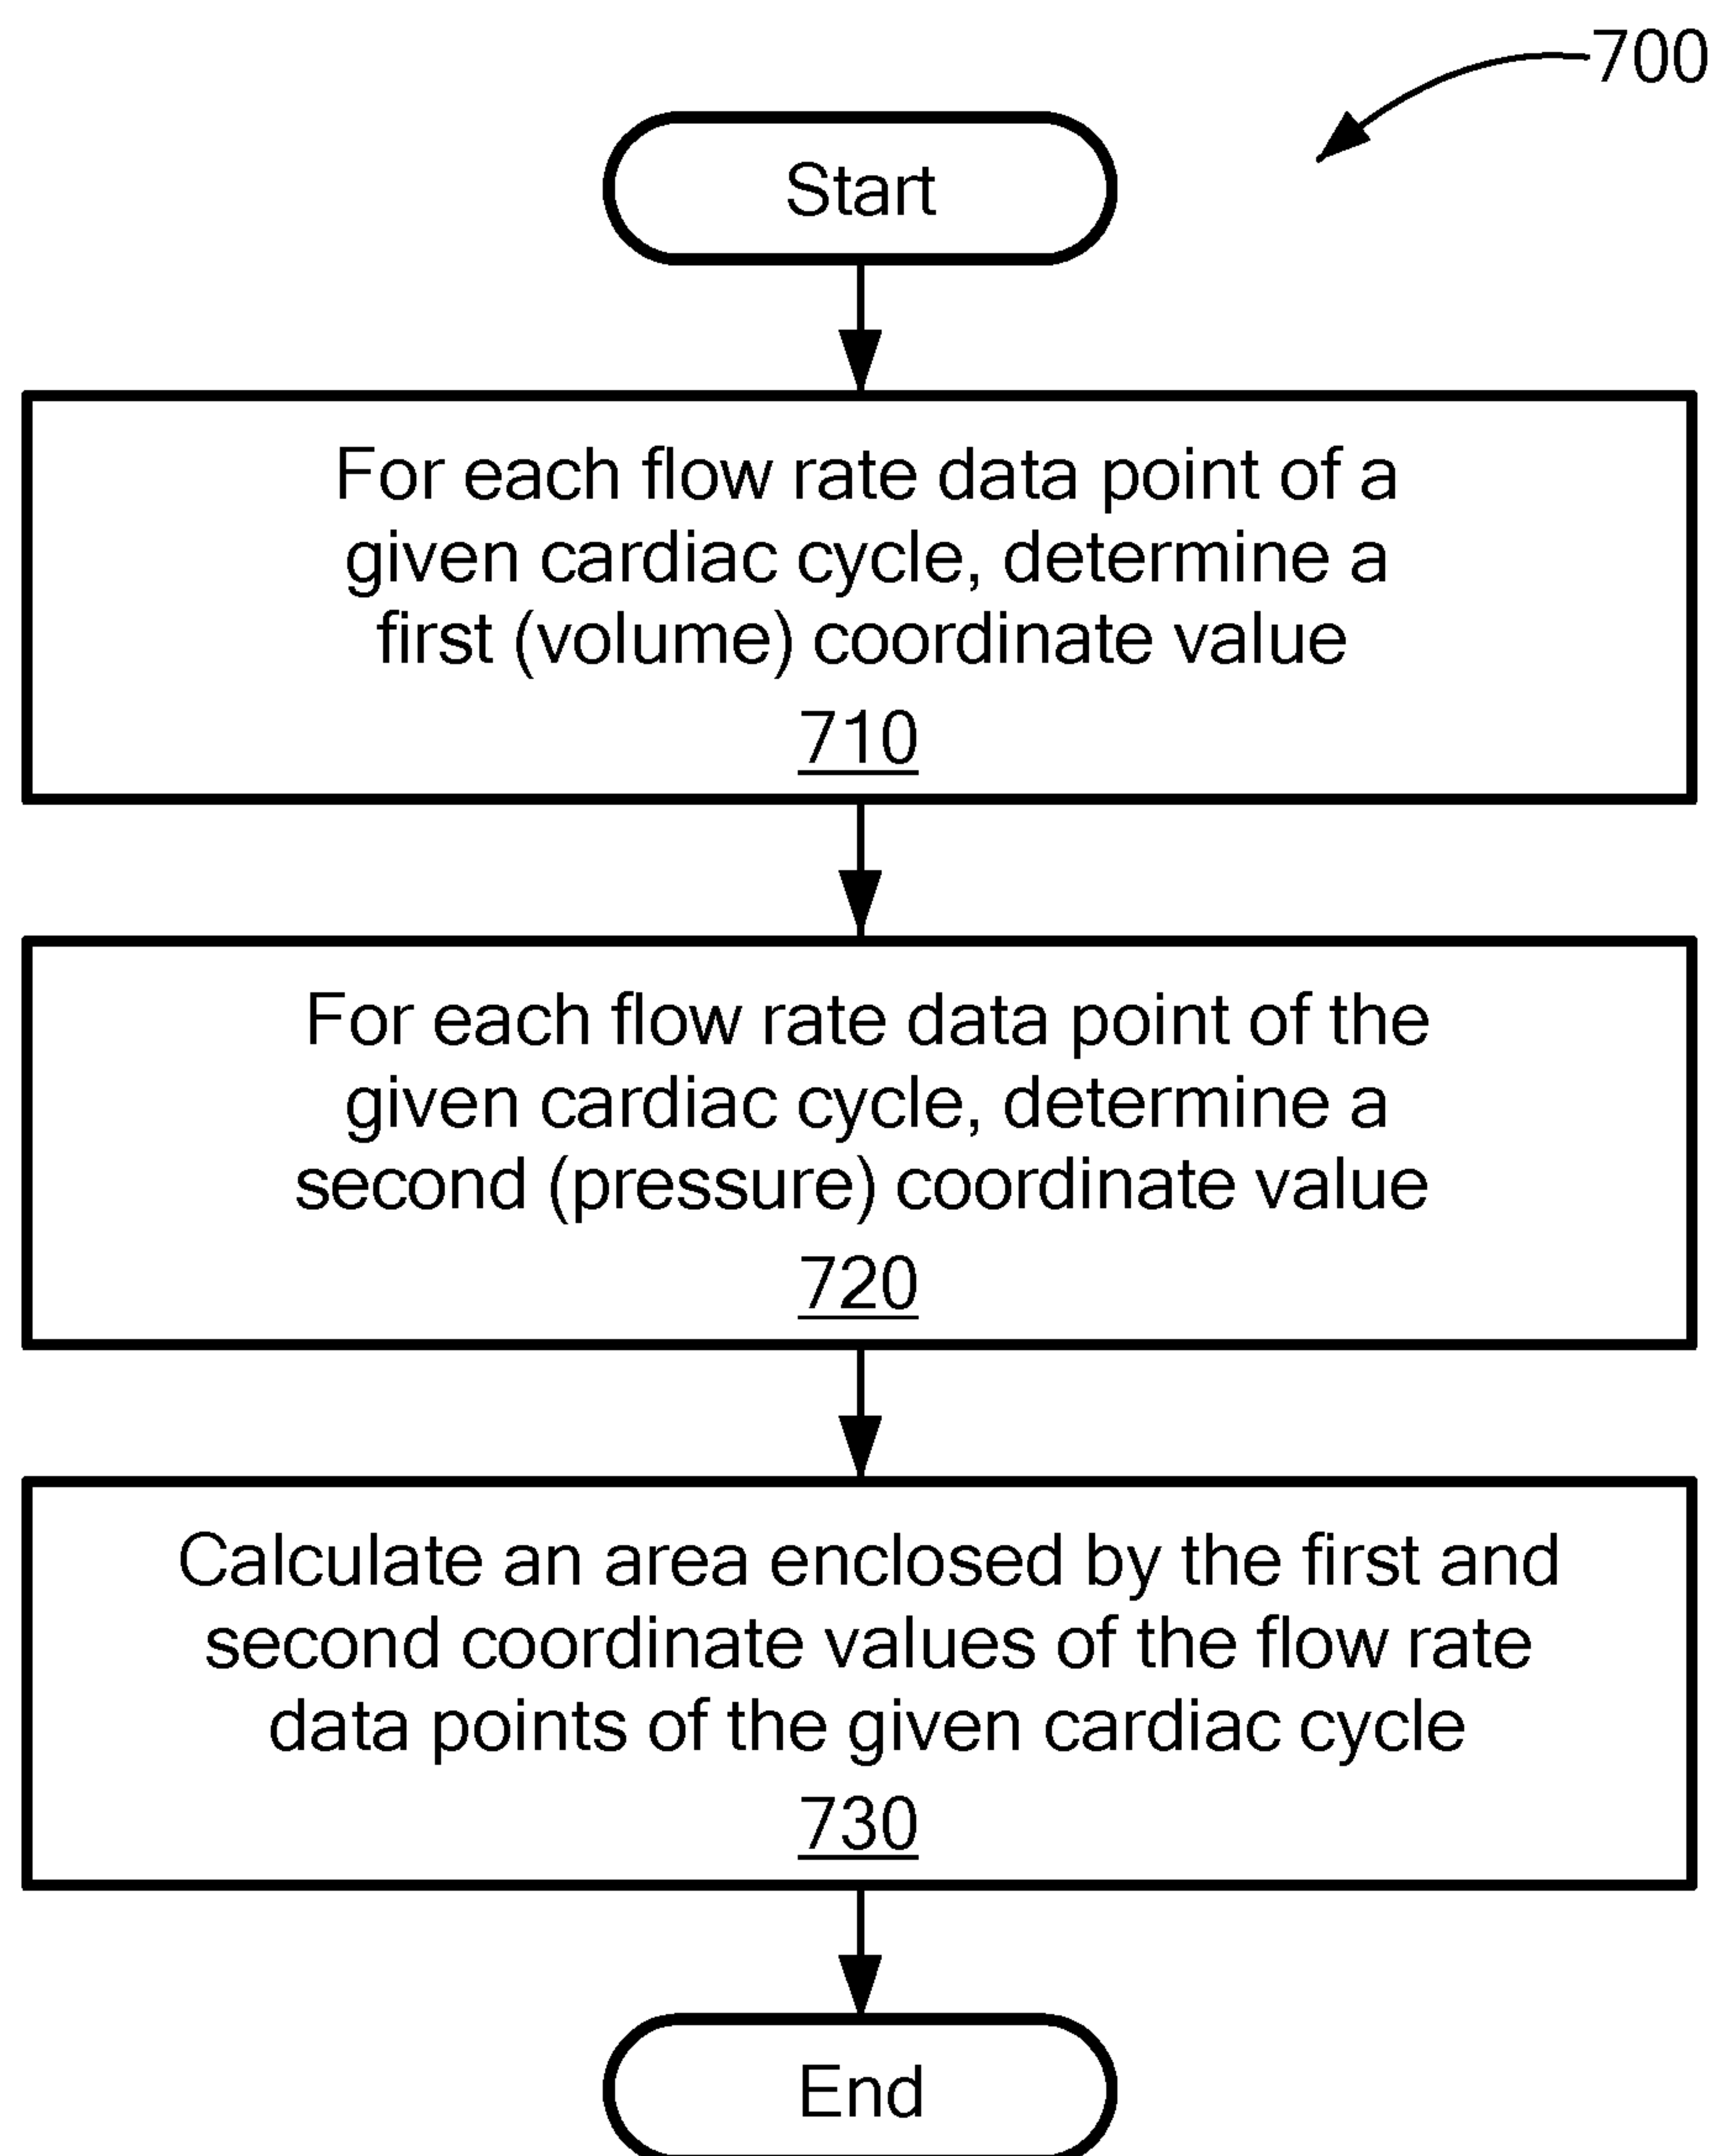 700
Start
For each flow rate data point of a
given cardiac cycle, determine a
first (volume) coordinate value
710
For each flow rate data point of the
given cardiac cycle, determine a
second (pressure) coordinate value
720
Calculate an area enclosed by the first and
second coordinate values of the flow rate
data points of the given cardiac cycle
730
End